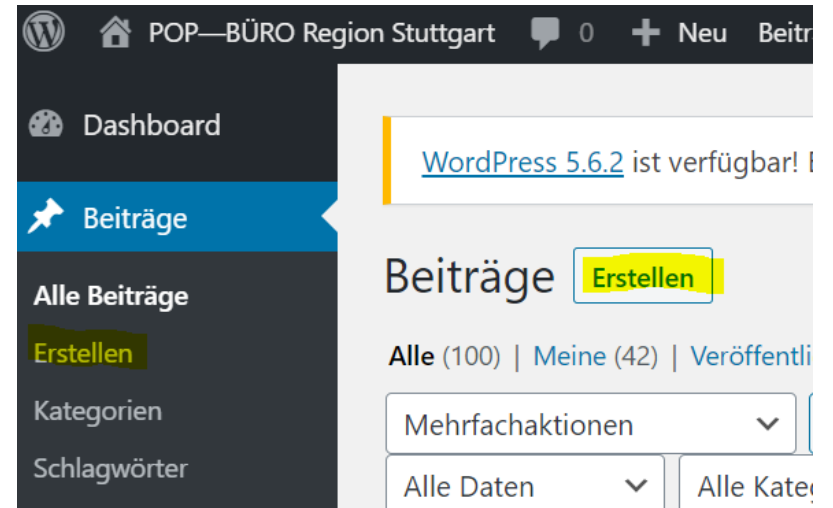 POP—BÜRO Region Stuttgart 0 Neu
Dashboard
Beiträge
Alle Beiträge
Erstellen
Kategorien
Schlagwörter
WordPress 5.6.2 ist verfügbar!
Beiträge Erstellen
Alle (100) | Meine (42) |
Mehrfachaktionen
Alle Daten Alle